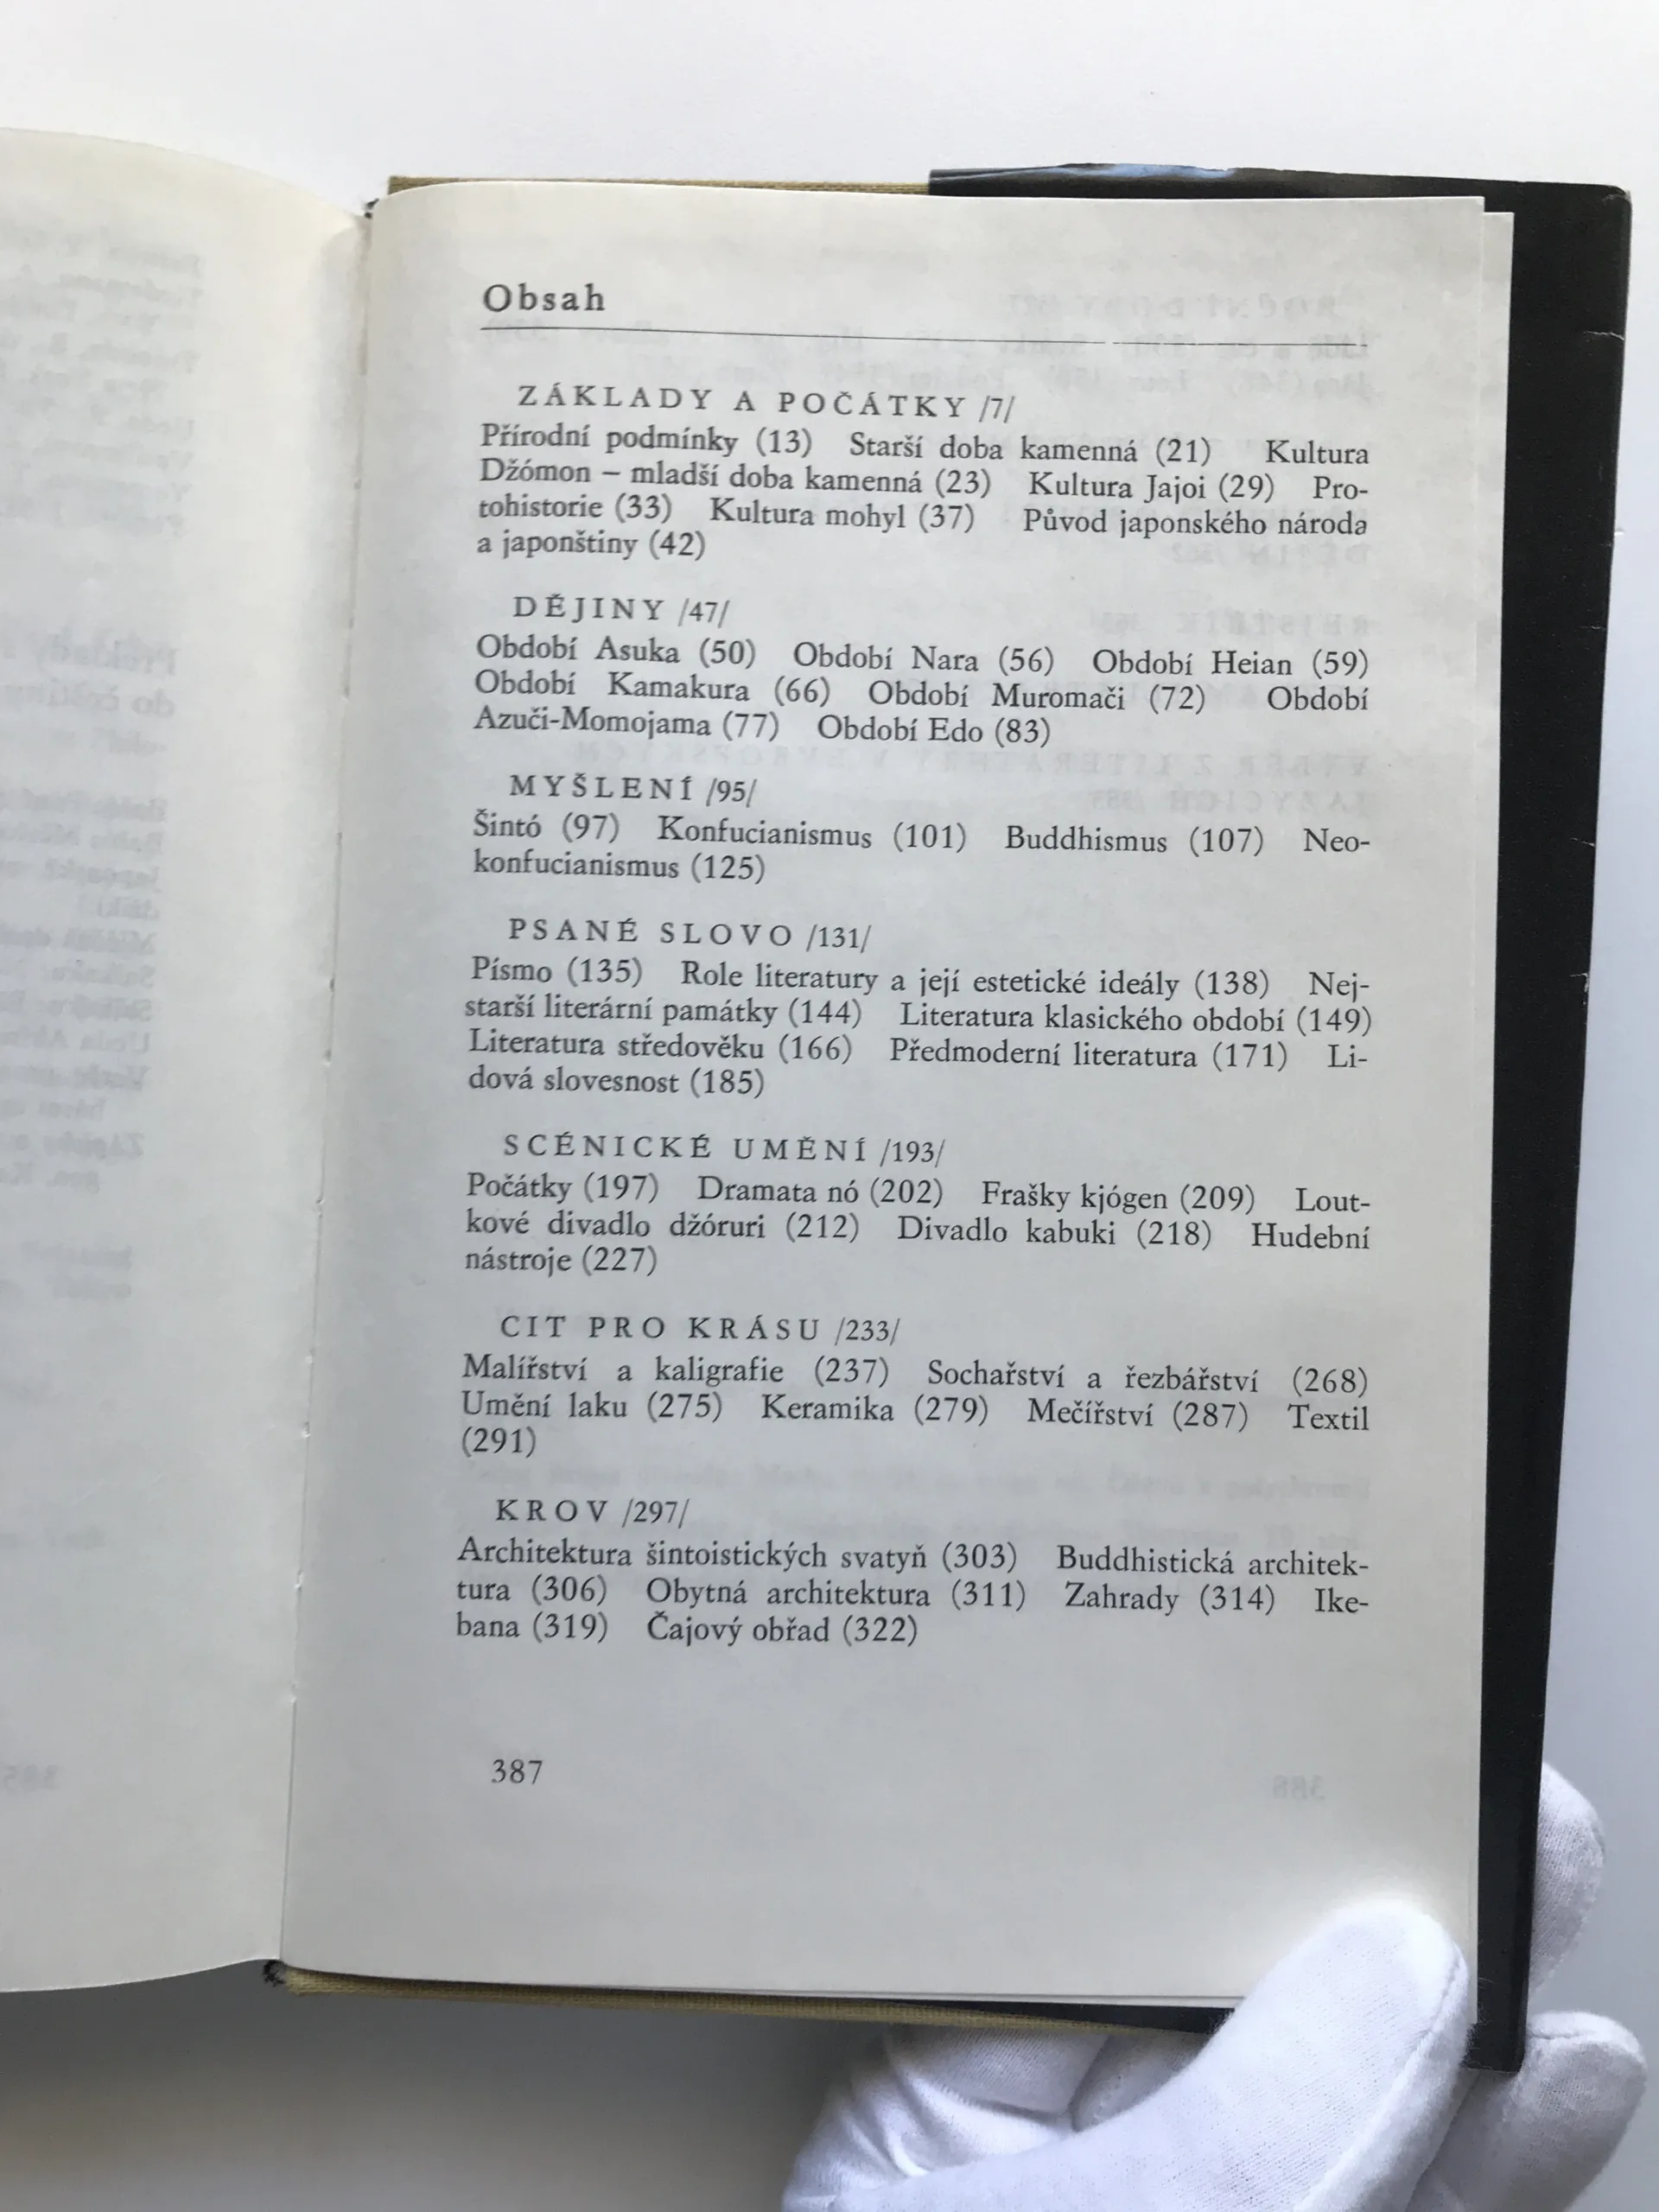 Obsah
ZÁKLADY A POČÁTKY /7/
Přírodní podmínky (13) Starší doba kamenná (21) Kultura
Džómon – mladší doba kamenná (23) Kultura Jajoi (29) Pro-
tohistorie (33) Kultura mohyl (37) Původ japonského národa
a japonštiny (42)
DĚJINY /47/
Období Asuka (50) Období Nara (56) Období Heian (59)
Období Kamakura (66) Období Muromači (72) Období
Azuči-Momojama (77) Období Edo (83)
MYŠLENÍ /95/
Šintó (97) Konfucianismus (101) Buddhismus (107) Neo-
konfucianismus (125)
PSANÉ SLOVO /131/
Písmo (135) Role literatury a její estetické ideály (138) Nej-
starší literární památky (144) Literatura klasického období (149)
Literatura středověku (166) Předmoderní literatura (171) Li-
dová slovesnost (185)
SCÉNICKÉ UMĚNÍ /193/
Počátky (197) Dramata nó (202) Frašky kjógen (209) Lout-
kové divadlo džóruri (212) Divadlo kabuki (218) Hudební
nástroje (227)
CIT PRO KRÁSU /233/
Malířství a kaligrafie (237) Sochařství a řezbářství (268)
Umění laku (275) Keramika (279) Mečířství (287) Textil
(291)
KROV /297/
Architektura šintoistických svatyň (303) Buddhistická architek-
tura (306) Obytná architektura (311) Zahrady (314) Ike-
bana (319) Čajový obřad (322)
387